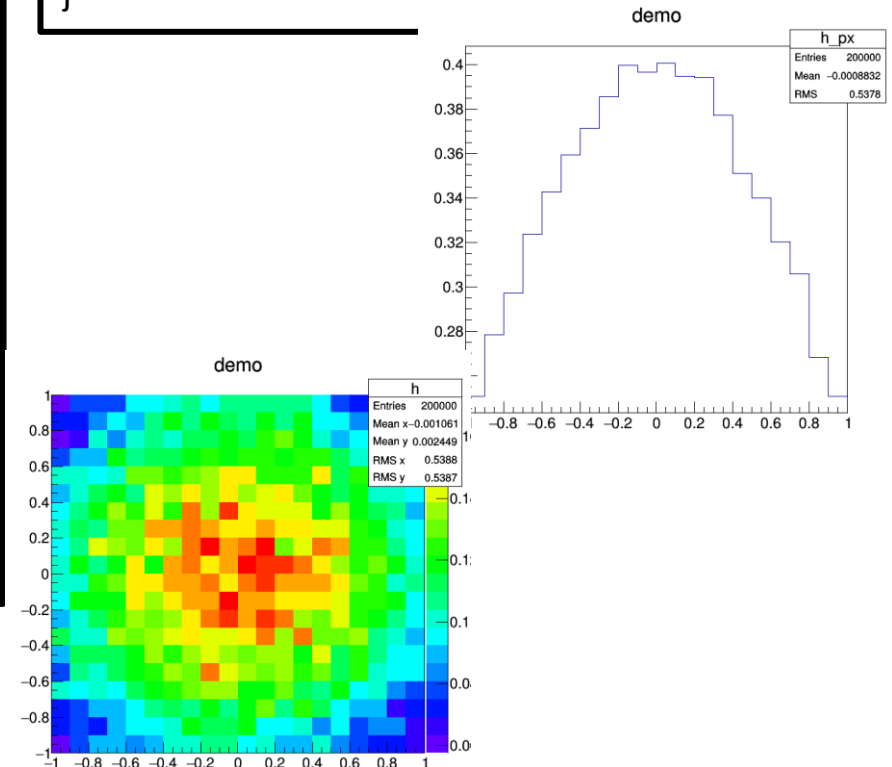 }
demo
h_px
Entries 200000
Mean −0.0008832
RMS 0.5378
0.4
0.38
0.36
0.34
0.32
0.3
0.28
−0.8 −0.6 −0.4 −0.2 0 0.2 0.4 0.6 0.8 1
demo
h
Entries 200000
Mean x−0.001061
Mean y 0.002449
RMS x 0.5388
RMS y 0.5387
1
0.8
0.6
0.4
0.2
0
−0.2
−0.4
−0.6
−0.8
−1
−1 −0.8 −0.6 −0.4 −0.2 0 0.2 0.4 0.6 0.8 1
0.1